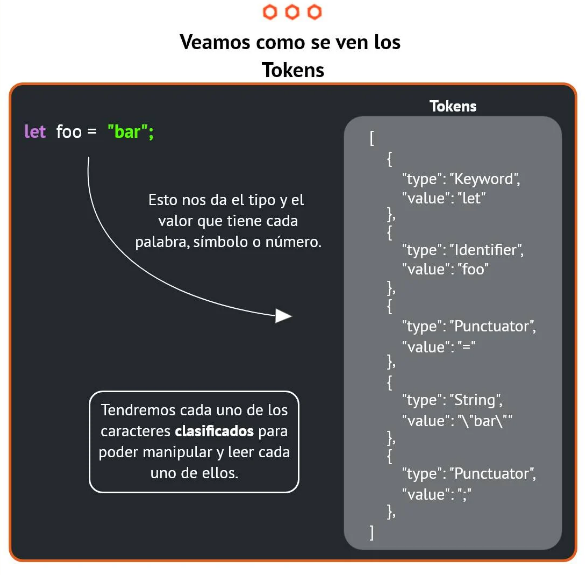 Veamos como se ven los
Tokens
let foo = "bar";
Esto nos da el tipo y el
valor que tiene cada
palabra, símbolo o número.
Tendremos cada uno de los
caracteres clasificados para
poder manipular y leer cada
uno de ellos.
Tokens
[
{
"type": "Keyword",
"value": "let"
},
{
"type": "Identifier",
"value": "foo"
},
{
"type": "Punctuator",
"value": "="
},
{
"type": "String",
"value": "\"bar\""
},
{
"type": "Punctuator",
"value": ";"
},
]